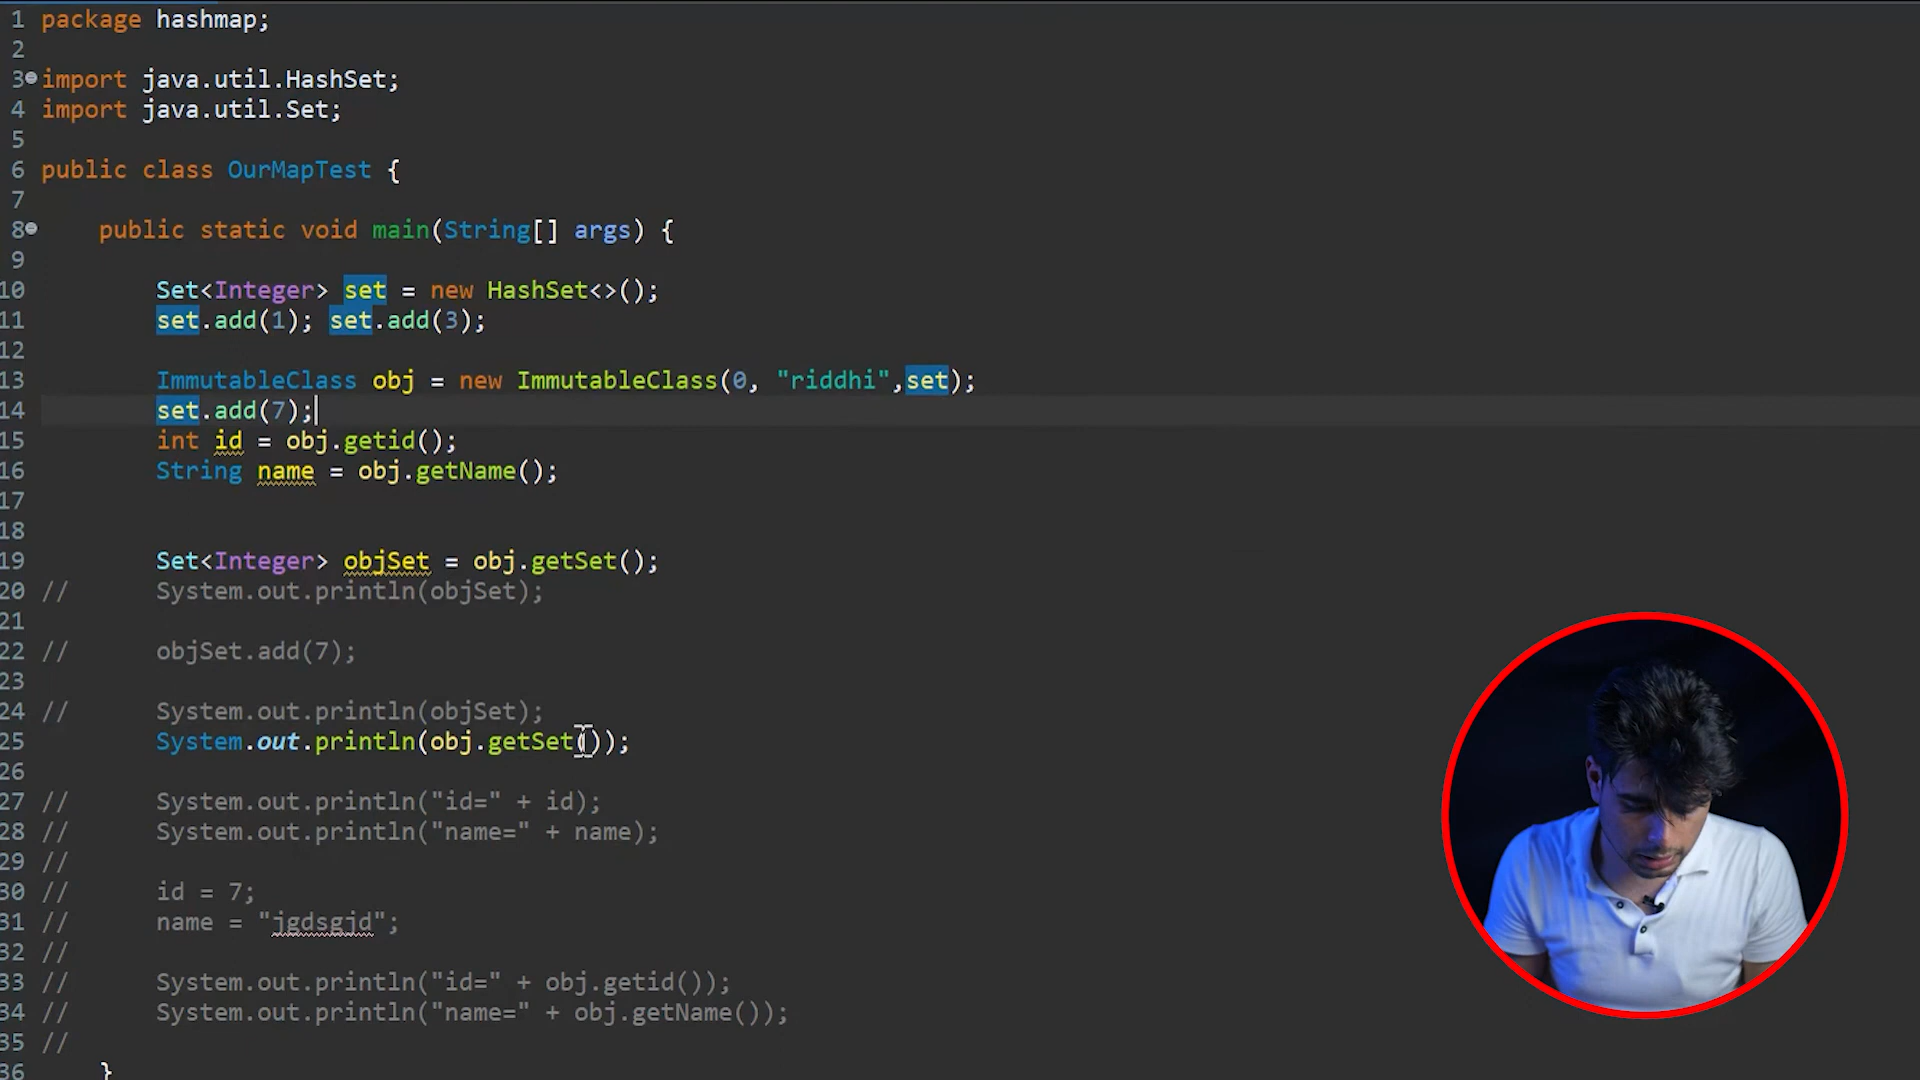 1 package hashmap;
2
3 import java.util.HashSet;
4 import java.util.Set;
5
6 public class OurMapTest {
7
8 public static void main(String[] args) {
9
10 Set<Integer> set = new HashSet<>();
11 set.add(1); set.add(3);
12
13 ImmutableClass obj = new ImmutableClass(0, "riddhi",set);
14 set.add(7);
15 int id = obj.getid();
16 String name = obj.getName();
17
18
19 Set<Integer> objSet = obj.getSet();
20 // System.out.println(objSet);
21
22 // objSet.add(7);
23
24 // System.out.println(objSet);
25 System.out.println(obj.getSet());
26
27 // System.out.println("id=" + id);
28 // System.out.println("name=" + name);
29 //
30 // id = 7;
31 // name = "jgdsgjd";
32 //
33 // System.out.println("id=" + obj.getid());
34 // System.out.println("name=" + obj.getName());
35 //
36 }